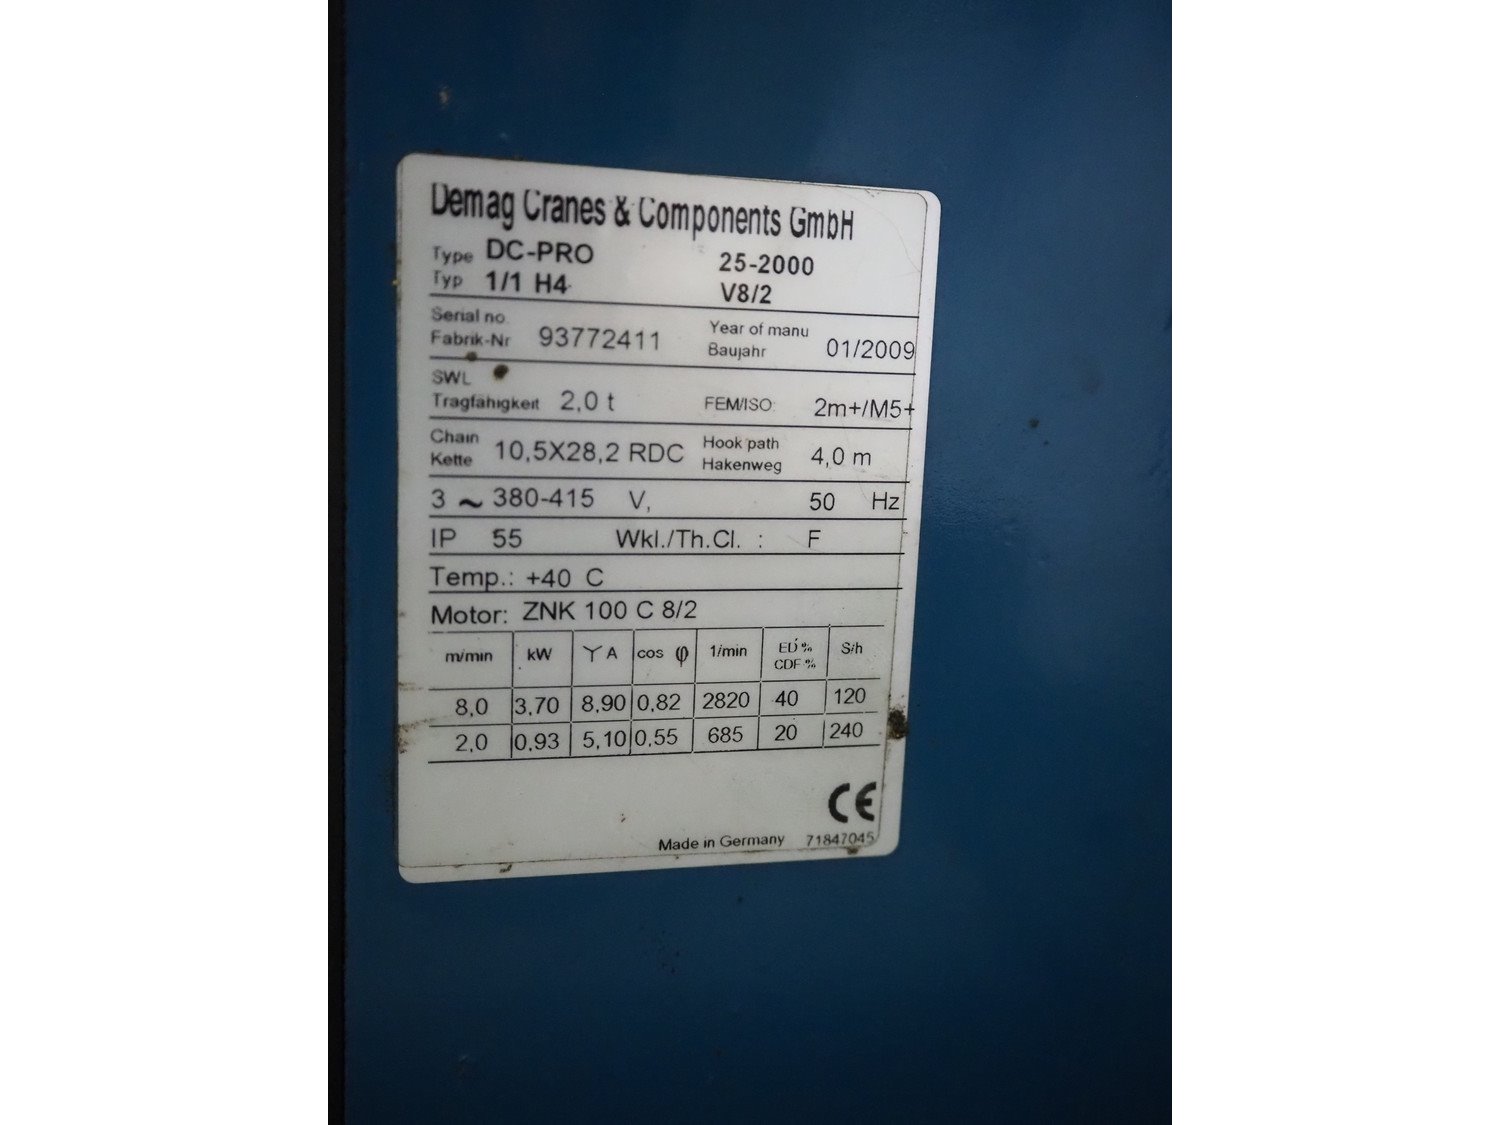 Demag Cranes & Components GmbH
Type DC-PRO 25-2000
Typ 1/1 H4 V8/2
Serial no. Year of manu
Fabrik-Nr 93772411 Baujahr 01/2009
SWL
Tragfähigkeit 2,0 t FEM/ISO: 2m+/M5+
Chain Hook path
Kette 10,5X28,2 RDC Hakenweg 4,0 m
3 ~ 380-415 V, 50 Hz
IP 55 Wkl./Th.Cl. : F
Temp.: +40 C
Motor: ZNK 100 C 8/2
m/min kW Y A cos φ 1/min ED % CDF % S/h
8,0 3,70 8,90 0,82 2820 40 120
2,0 0,93 5,10 0,55 685 20 240
CE
Made in Germany 71847045